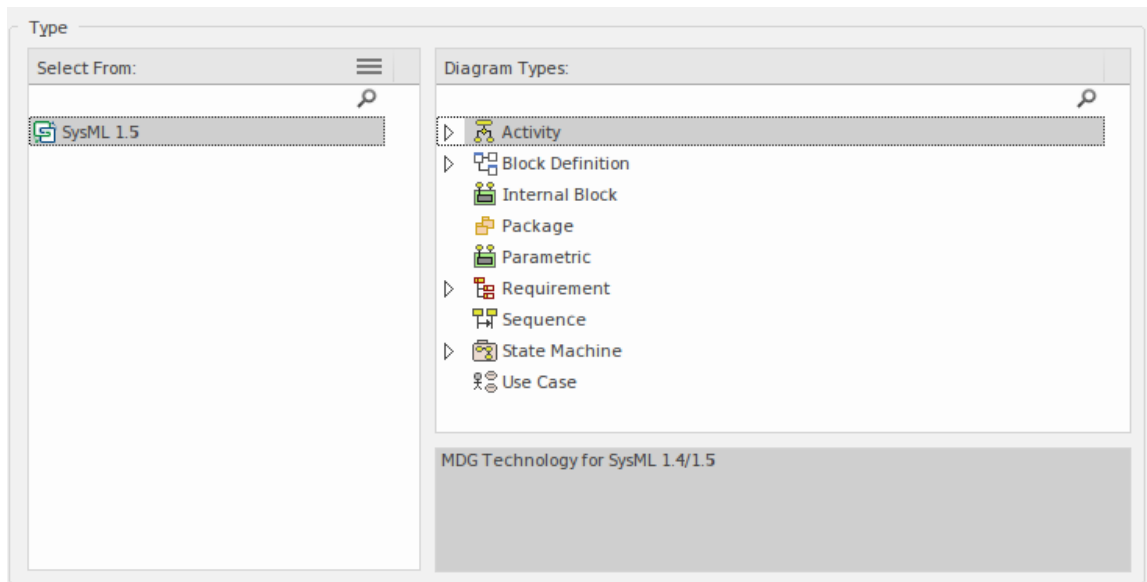 Type
Select From:
SysML 1.5
Diagram Types:
Activity
Block Definition
Internal Block
Package
Parametric
Requirement
Sequence
State Machine
Use Case
MDG Technology for SysML 1.4/1.5